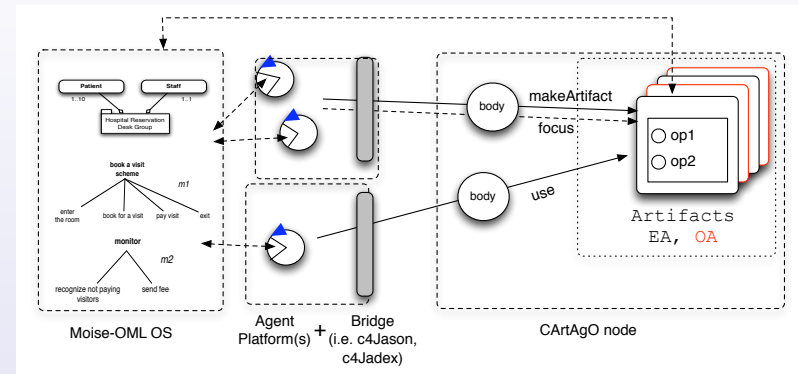 Patient
Staff
1..10
1..1
Hospital Reservation
Desk Group
book a visit
scheme
m1
enter
the room
book for a visit
pay visit
exit
monitor
m2
recognize not paying
visitors
send fee
Moise-OML OS
Agent
Platform(s)
+
Bridge
(i.e. c4Jason,
c4Jadex)
body
makeArtifact
focus
body
use
op1
op2
Artifacts
EA, OA
CArtAgO node